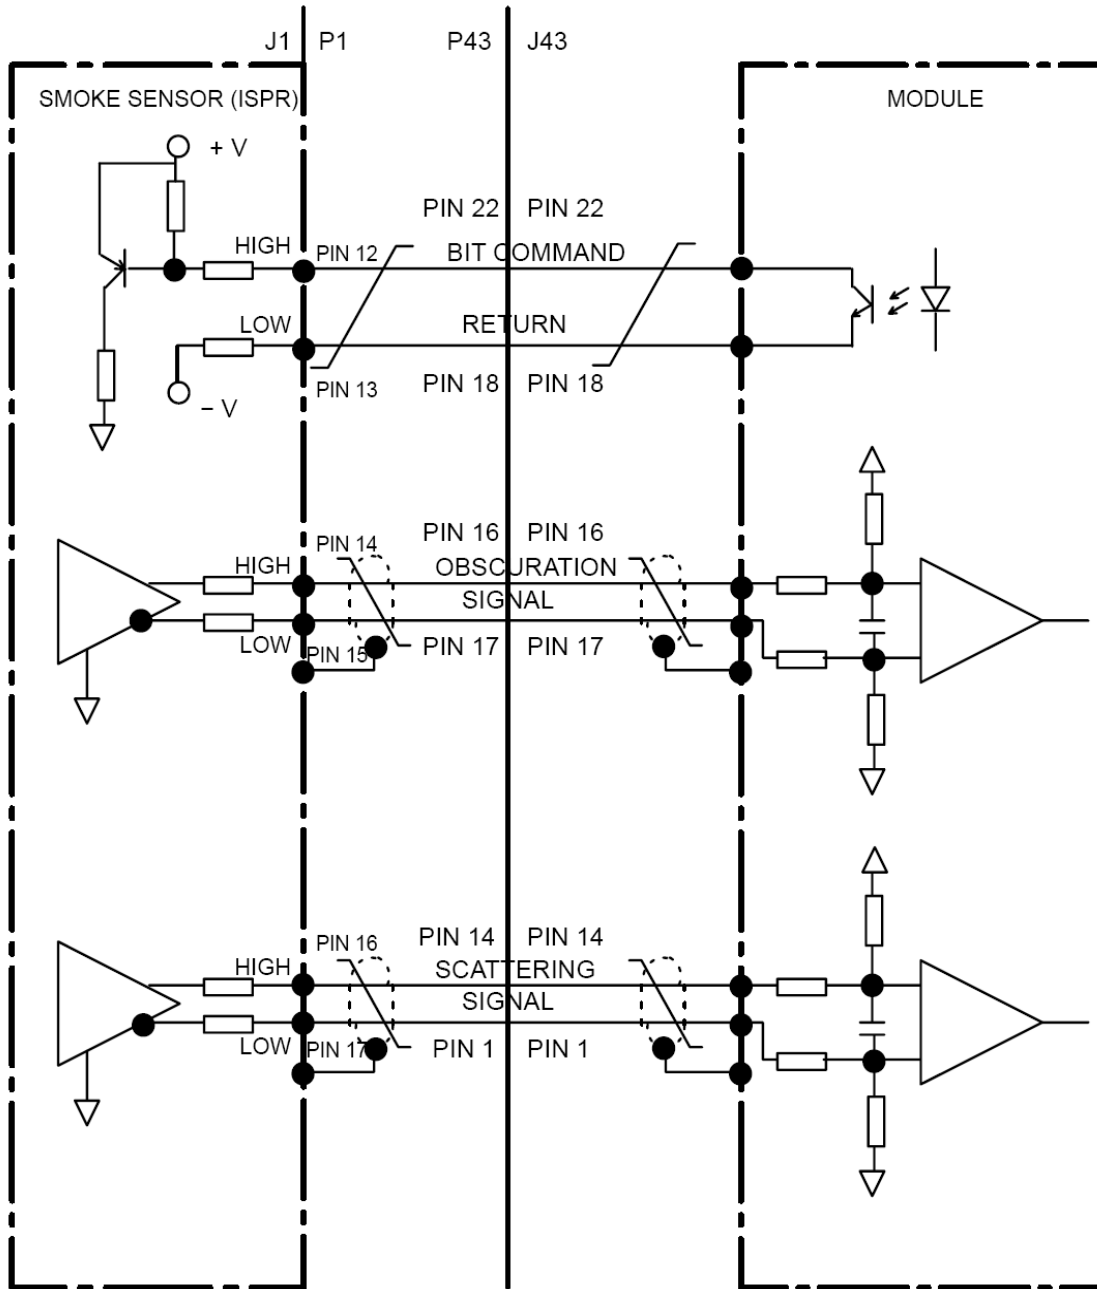 J1 P1 P43 J43
SMOKE SENSOR (ISPR) MODULE
+ V
PIN 22 PIN 22
HIGH PIN 12 BIT COMMAND
LOW RETURN
PIN 13 PIN 18 PIN 18
– V
PIN 14 PIN 16 PIN 16
HIGH OBSCURATION
SIGNAL
LOW PIN 15 PIN 17 PIN 17
PIN 16 PIN 14 PIN 14
HIGH SCATTERING
SIGNAL
LOW PIN 17 PIN 1 PIN 1